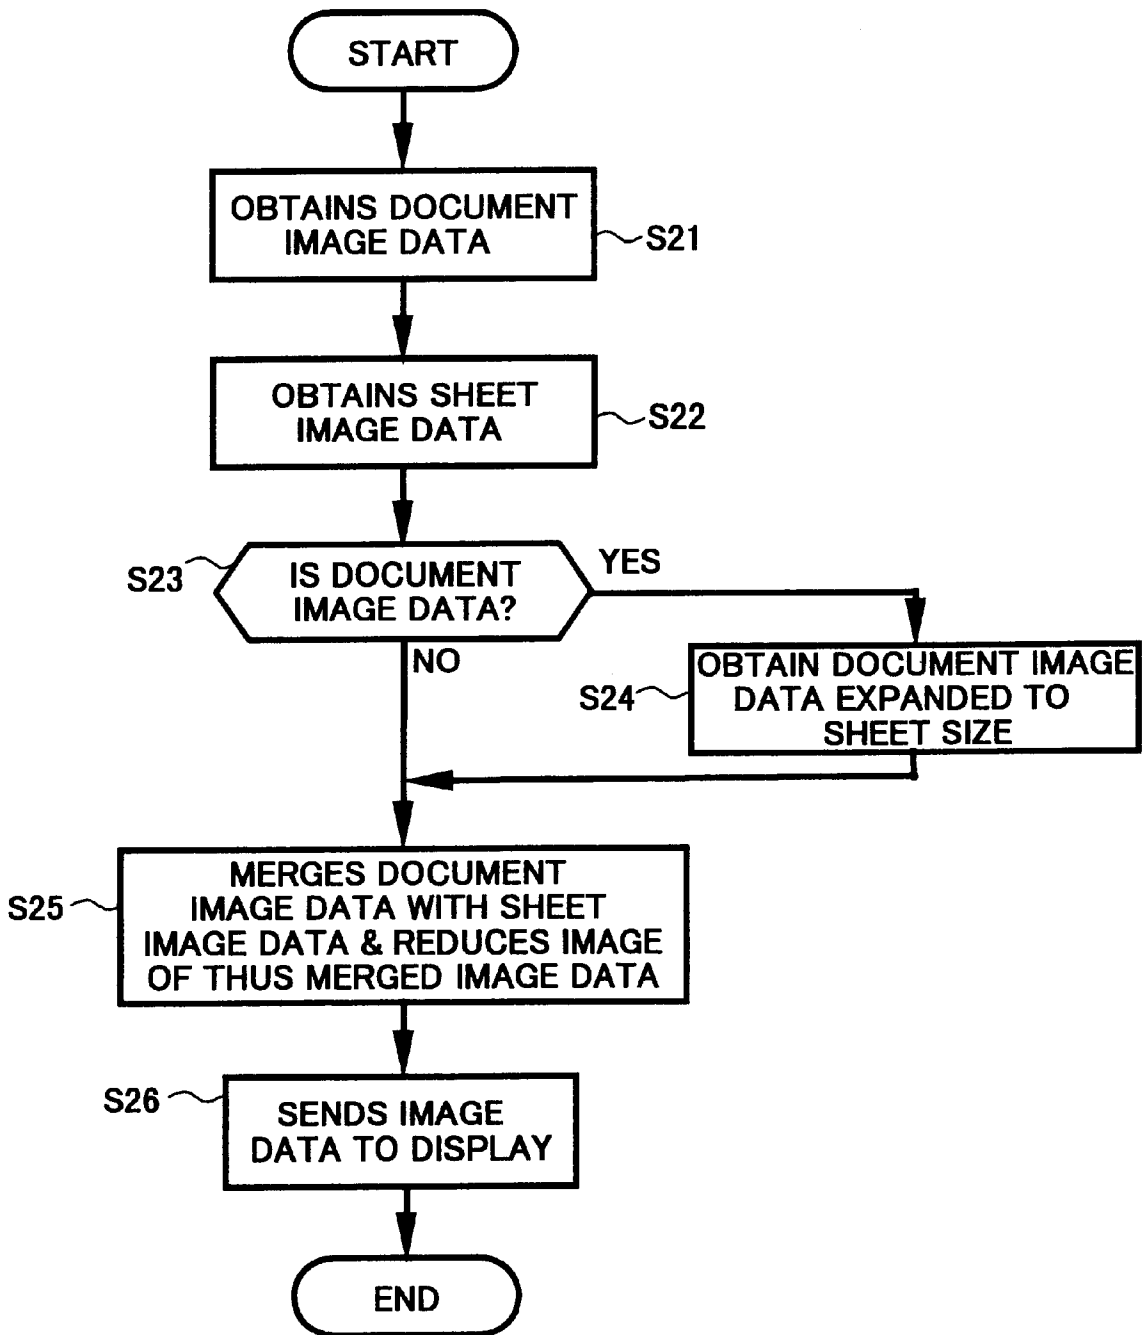 START
OBTAINS DOCUMENT
IMAGE DATA
S21
OBTAINS SHEET
IMAGE DATA
S22
S23
IS DOCUMENT
IMAGE DATA?
YES
NO
S24
OBTAIN DOCUMENT IMAGE
DATA EXPANDED TO
SHEET SIZE
S25
MERGES DOCUMENT
IMAGE DATA WITH SHEET
IMAGE DATA & REDUCES IMAGE
OF THUS MERGED IMAGE DATA
S26
SENDS IMAGE
DATA TO DISPLAY
END